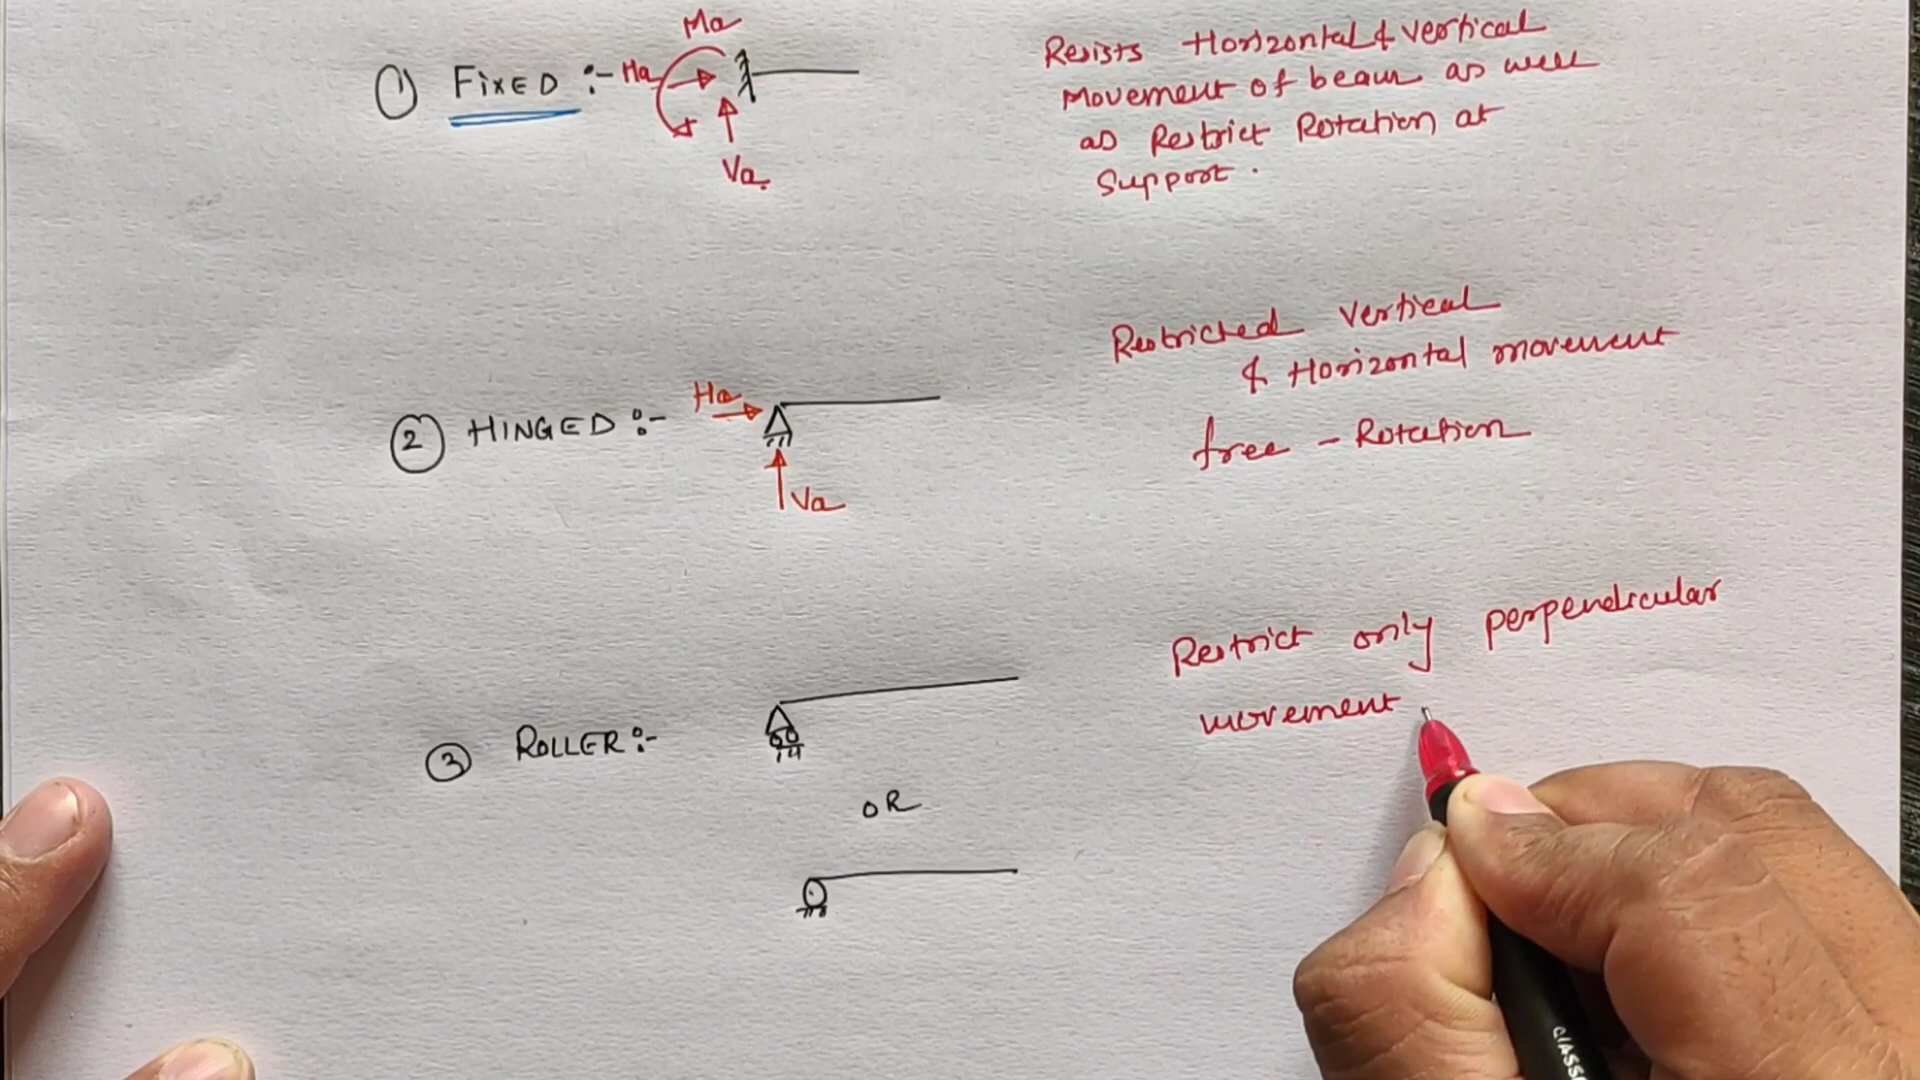 Ma
① FIXED :- Ha
Va.
Resists Horizontal & vertical
Movement of beam as well
as Restrict Rotation at
Support.
② HINGED :- Ha
Va
Restricted vertical
& Horizontal movement
free - Rotation
③ ROLLER :-
OR
Restrict only perpendicular
movement
CLASS